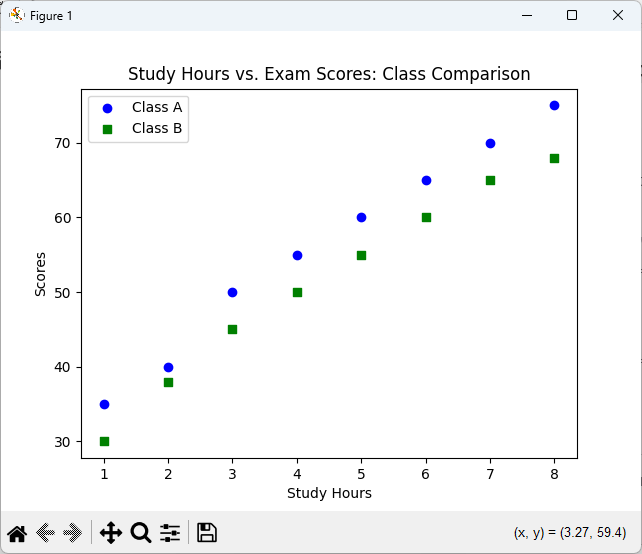 Figure 1
Study Hours vs. Exam Scores: Class Comparison
Class A
Class B
70
60
50
40
30
Scores
1 2 3 4 5 6 7 8
Study Hours
(x, y) = (3.27, 59.4)